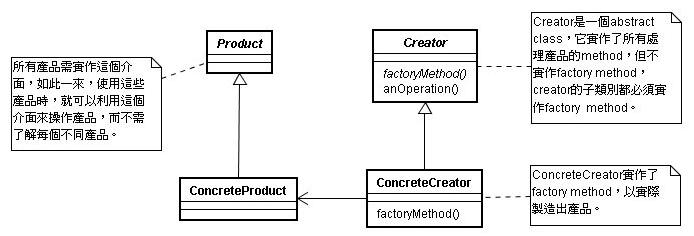 Product
所有產品需實作這個介
面，如此一來，使用這些
產品時，就可以利用這個
介面來操作產品，而不需
了解每個不同產品。
Creator
factoryMethod()
anOperation()
Creator是一個abstract
class，它實作了所有處
理產品的method，但不
實作factory method，
creator的子類別都必須實
作factory method。
ConcreteProduct
ConcreteCreator
factoryMethod()
ConcreteCreator實作了
factory method，以實際
製造出產品。